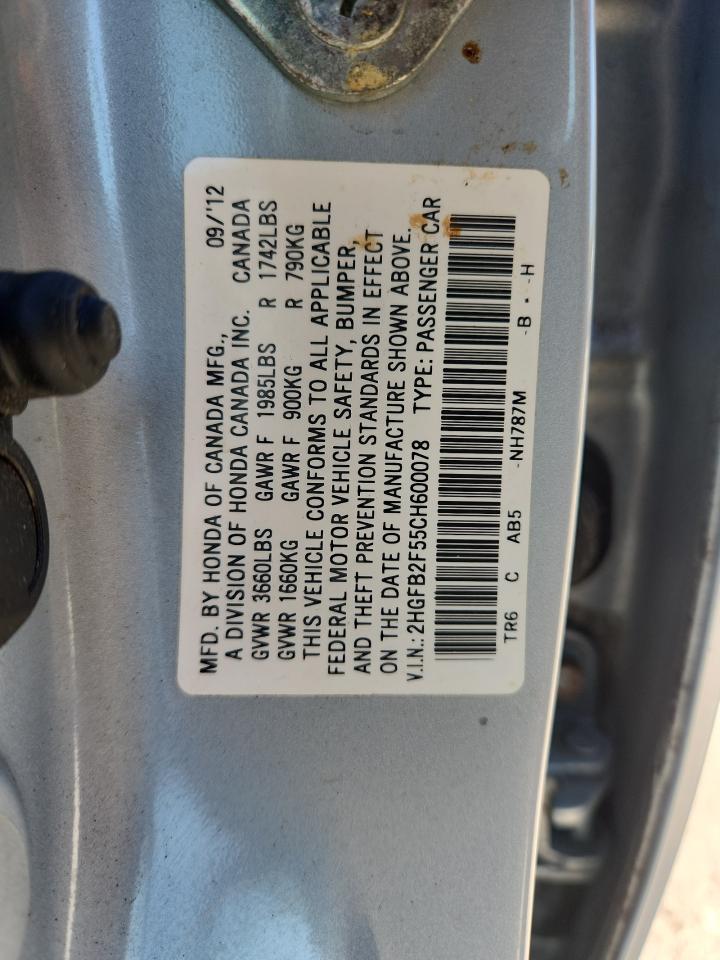 MFD. BY HONDA OF CANADA MFG., 09/'12
A DIVISION OF HONDA CANADA INC. CANADA
GVWR 3660LBS GAWR F 1985LBS R 1742LBS
GVWR 1660KG GAWR F 900KG R 790KG
THIS VEHICLE CONFORMS TO ALL APPLICABLE
FEDERAL MOTOR VEHICLE SAFETY, BUMPER,
AND THEFT PREVENTION STANDARDS IN EFFECT
ON THE DATE OF MANUFACTURE SHOWN ABOVE.
V.I.N.: 2HGFB2F55CH600078 TYPE: PASSENGER CAR
TR6 C AB5 -NH787M -B • -H